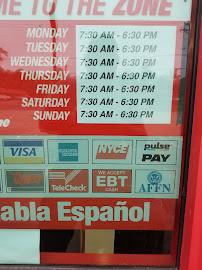 ME TO THE ZONE
MONDAY 7:30 AM - 6:30 PM
TUESDAY 7:30 AM - 6:30 PM
WEDNESDAY 7:30 AM - 6:30 PM
THURSDAY 7:30 AM - 6:30 PM
FRIDAY 7:30 AM - 6:30 PM
SATURDAY 7:30 AM - 6:30 PM
SUNDAY 7:30 AM - 6:30 PM
VISA NYCE pulse PAY
TeleCheck WE ACCEPT EBT CASH AFFN
abla Español